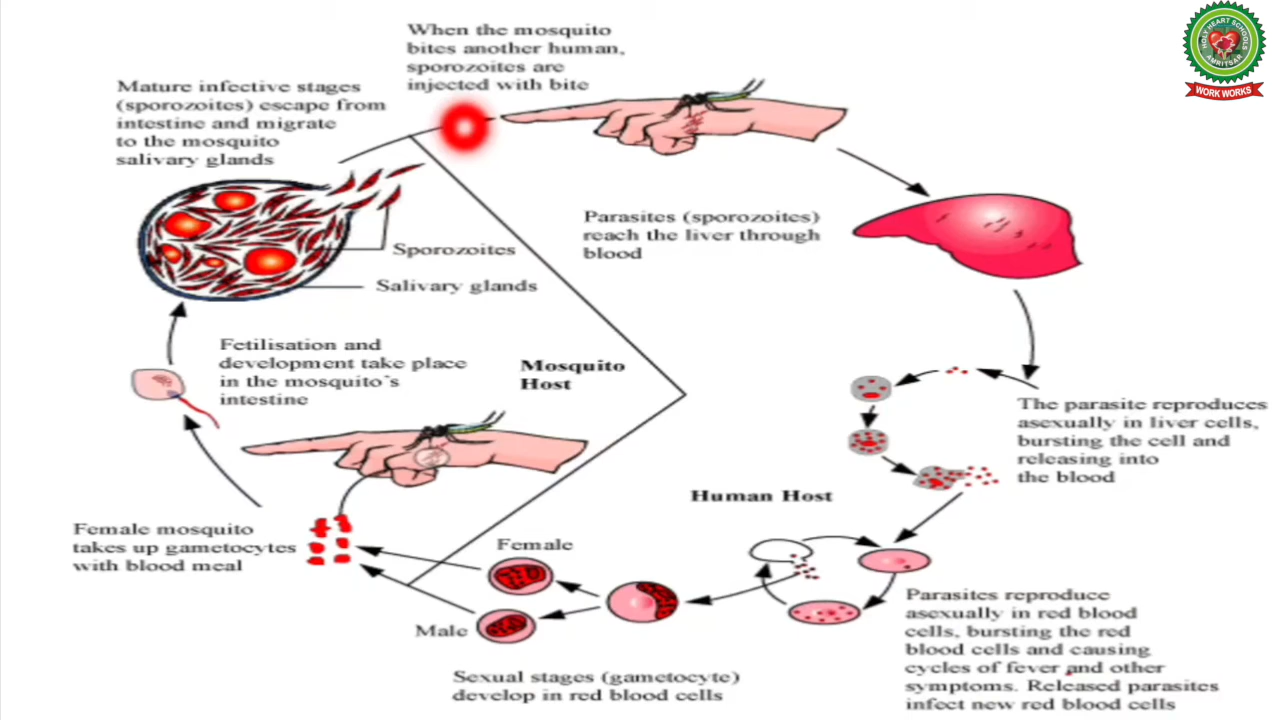 When the mosquito
bites another human,
sporozoites are
injected with bite
HOLY HEART SCHOOLS
AMRITSAR
WORK WORKS
Mature infective stages
(sporozoites) escape from
intestine and migrate
to the mosquito
salivary glands
Parasites (sporozoites)
reach the liver through
blood
Sporozoites
Salivary glands
Fetilisation and
development take place
in the mosquito's
intestine
Mosquito
Host
The parasite reproduces
asexually in liver cells,
bursting the cell and
releasing into
the blood
Human Host
Female mosquito
takes up gametocytes
with blood meal
Female
Male
Parasites reproduce
asexually in red blood
cells, bursting the red
blood cells and causing
cycles of fever and other
symptoms. Released parasites
infect new red blood cells
Sexual stages (gametocyte)
develop in red blood cells